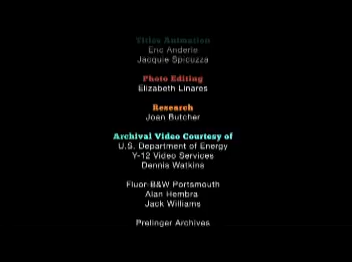 Titles Animation
Eric Anderle
Jacquie Spicuzza
Photo Editing
Elizabeth Linares
Research
Joan Butcher
Archival Video Courtesy of
U.S. Department of Energy
Y-12 Video Services
Dennis Watkins
Fluor-B&W Portsmouth
Alan Hembra
Jack Williams
Prelinger Archives